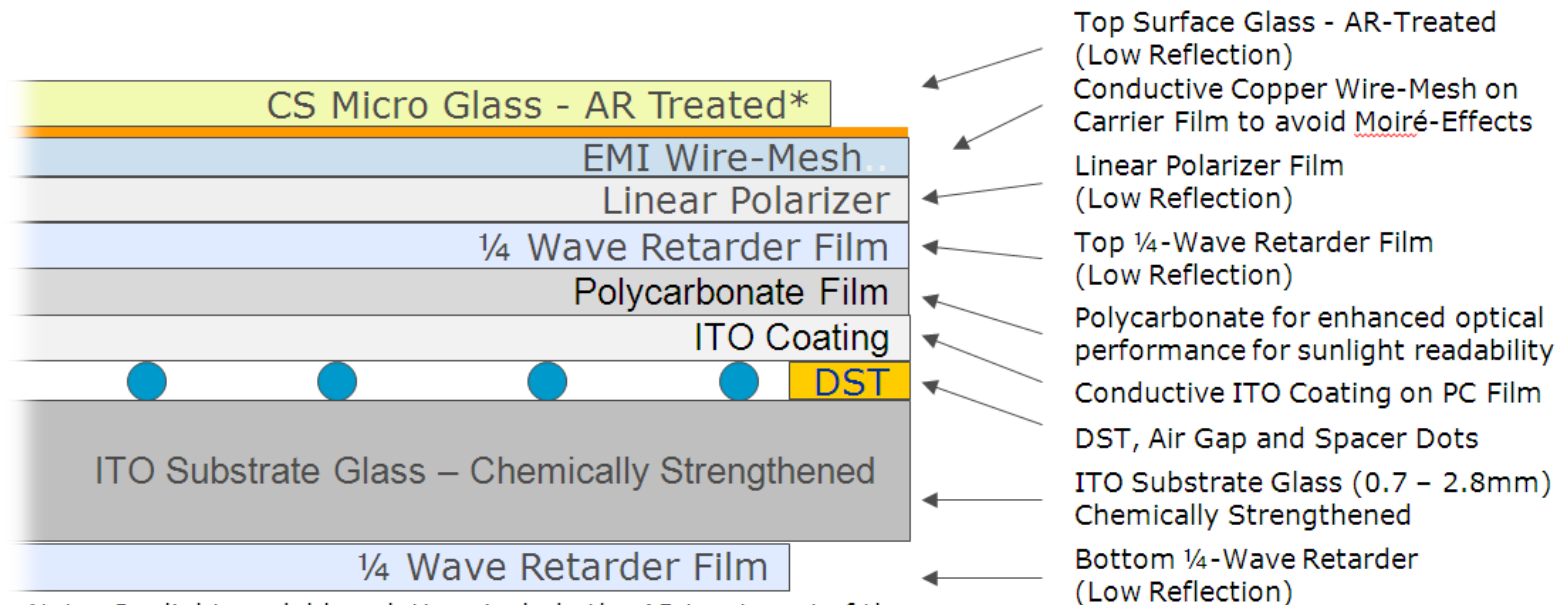 CS Micro Glass - AR Treated*
EMI Wire-Mesh..
Linear Polarizer
¼ Wave Retarder Film
Polycarbonate Film
ITO Coating
DST
ITO Substrate Glass – Chemically Strengthened
¼ Wave Retarder Film
Top Surface Glass - AR-Treated
(Low Reflection)
Conductive Copper Wire-Mesh on
Carrier Film to avoid Moiré-Effects
Linear Polarizer Film
(Low Reflection)
Top ¼-Wave Retarder Film
(Low Reflection)
Polycarbonate for enhanced optical
performance for sunlight readability
Conductive ITO Coating on PC Film
DST, Air Gap and Spacer Dots
ITO Substrate Glass (0.7 – 2.8mm)
Chemically Strengthened
Bottom ¼-Wave Retarder
(Low Reflection)